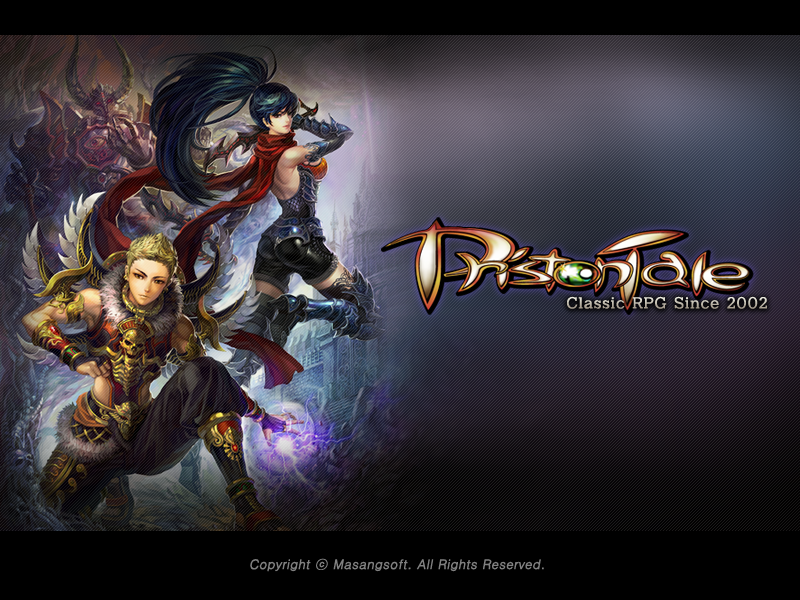 PristonTale
Classic RPG Since 2002
Copyright ⓒ Masangsoft. All Rights Reserved.